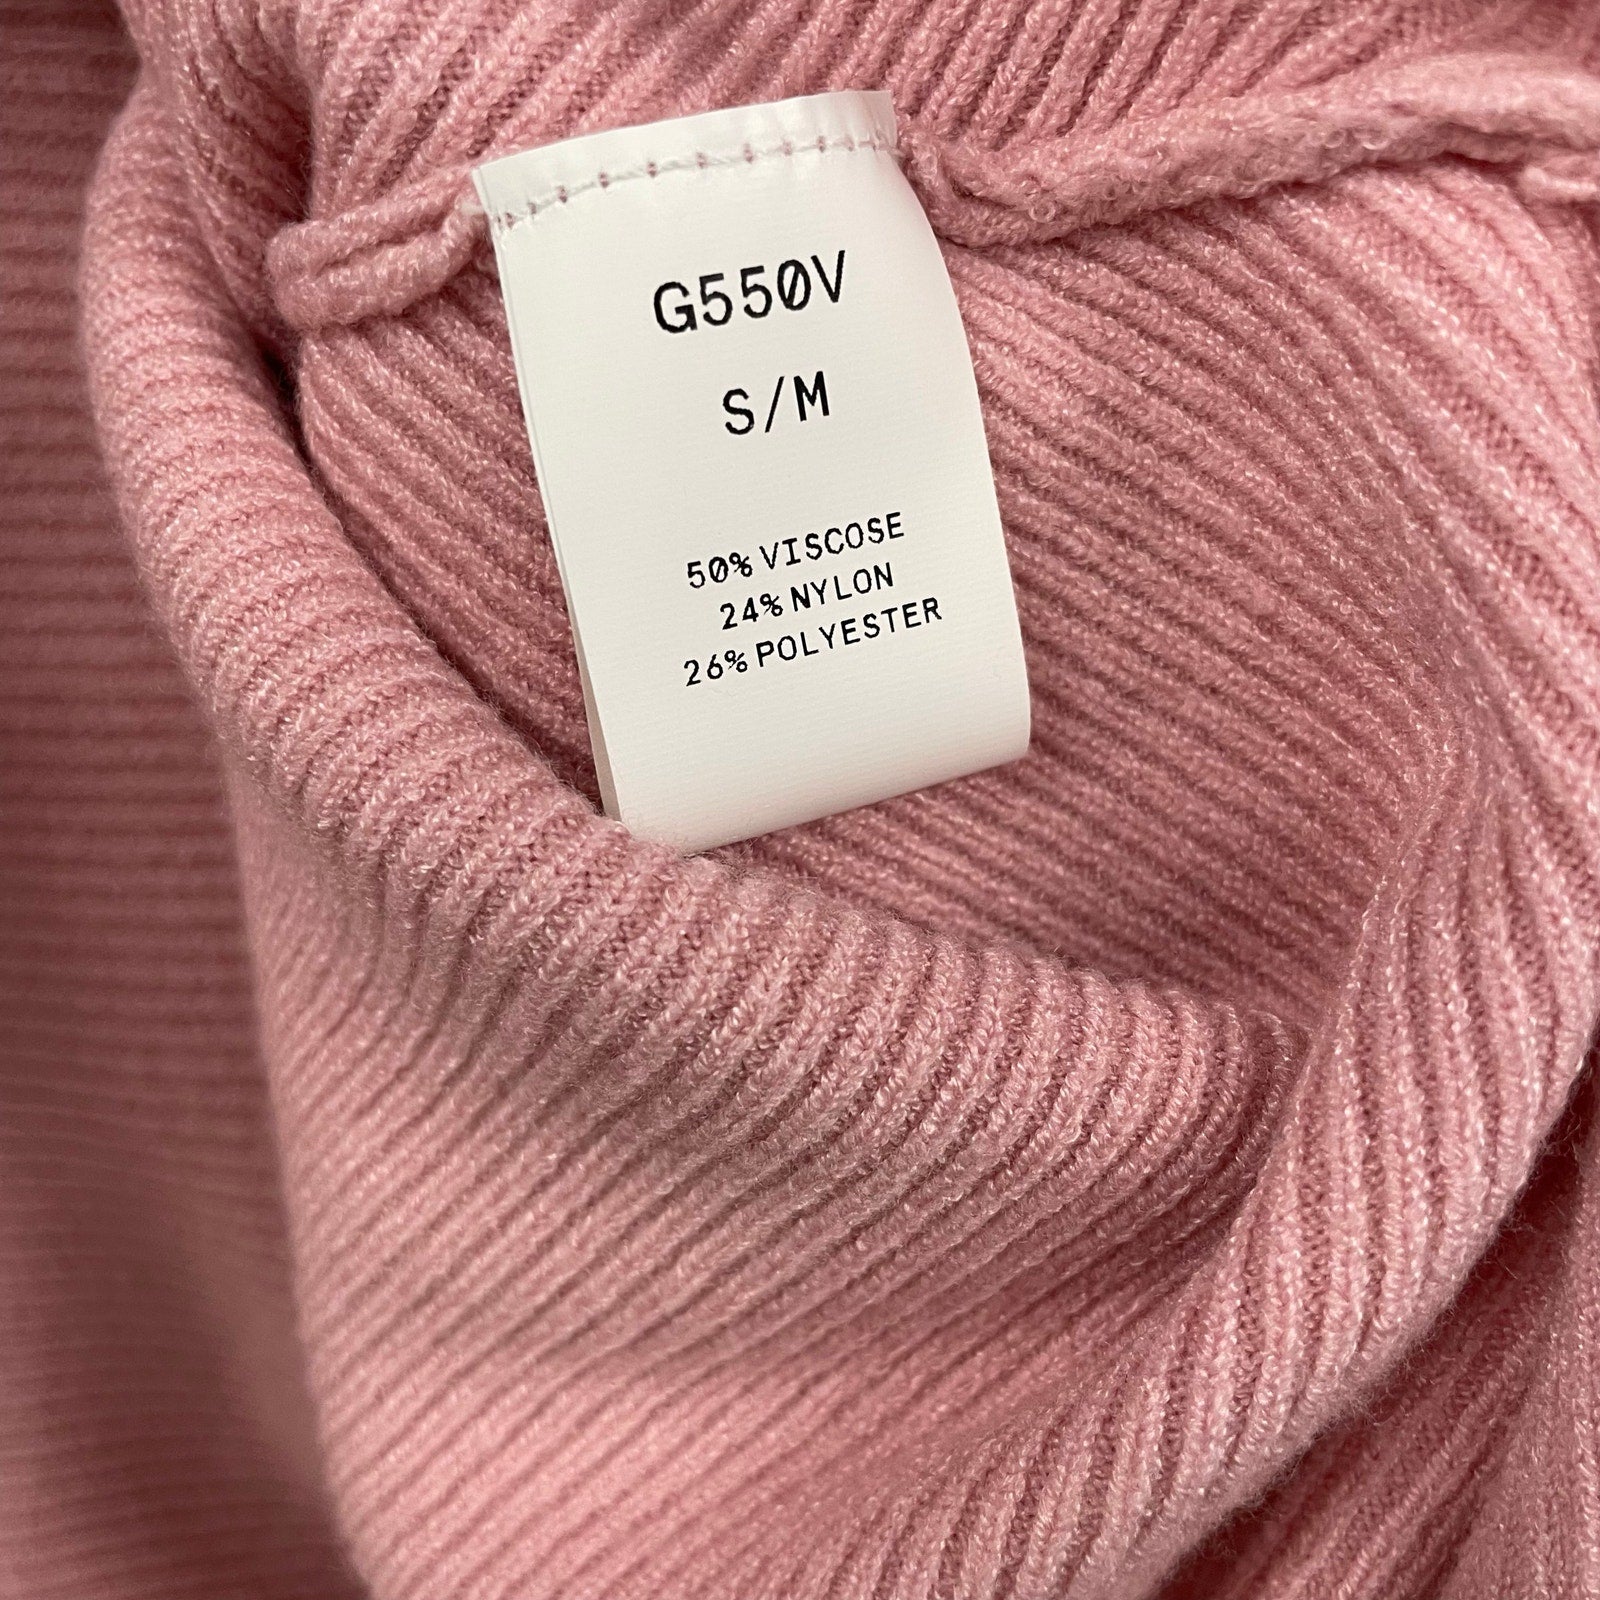 G550V
S/M
50% VISCOSE
24% NYLON
26% POLYESTER